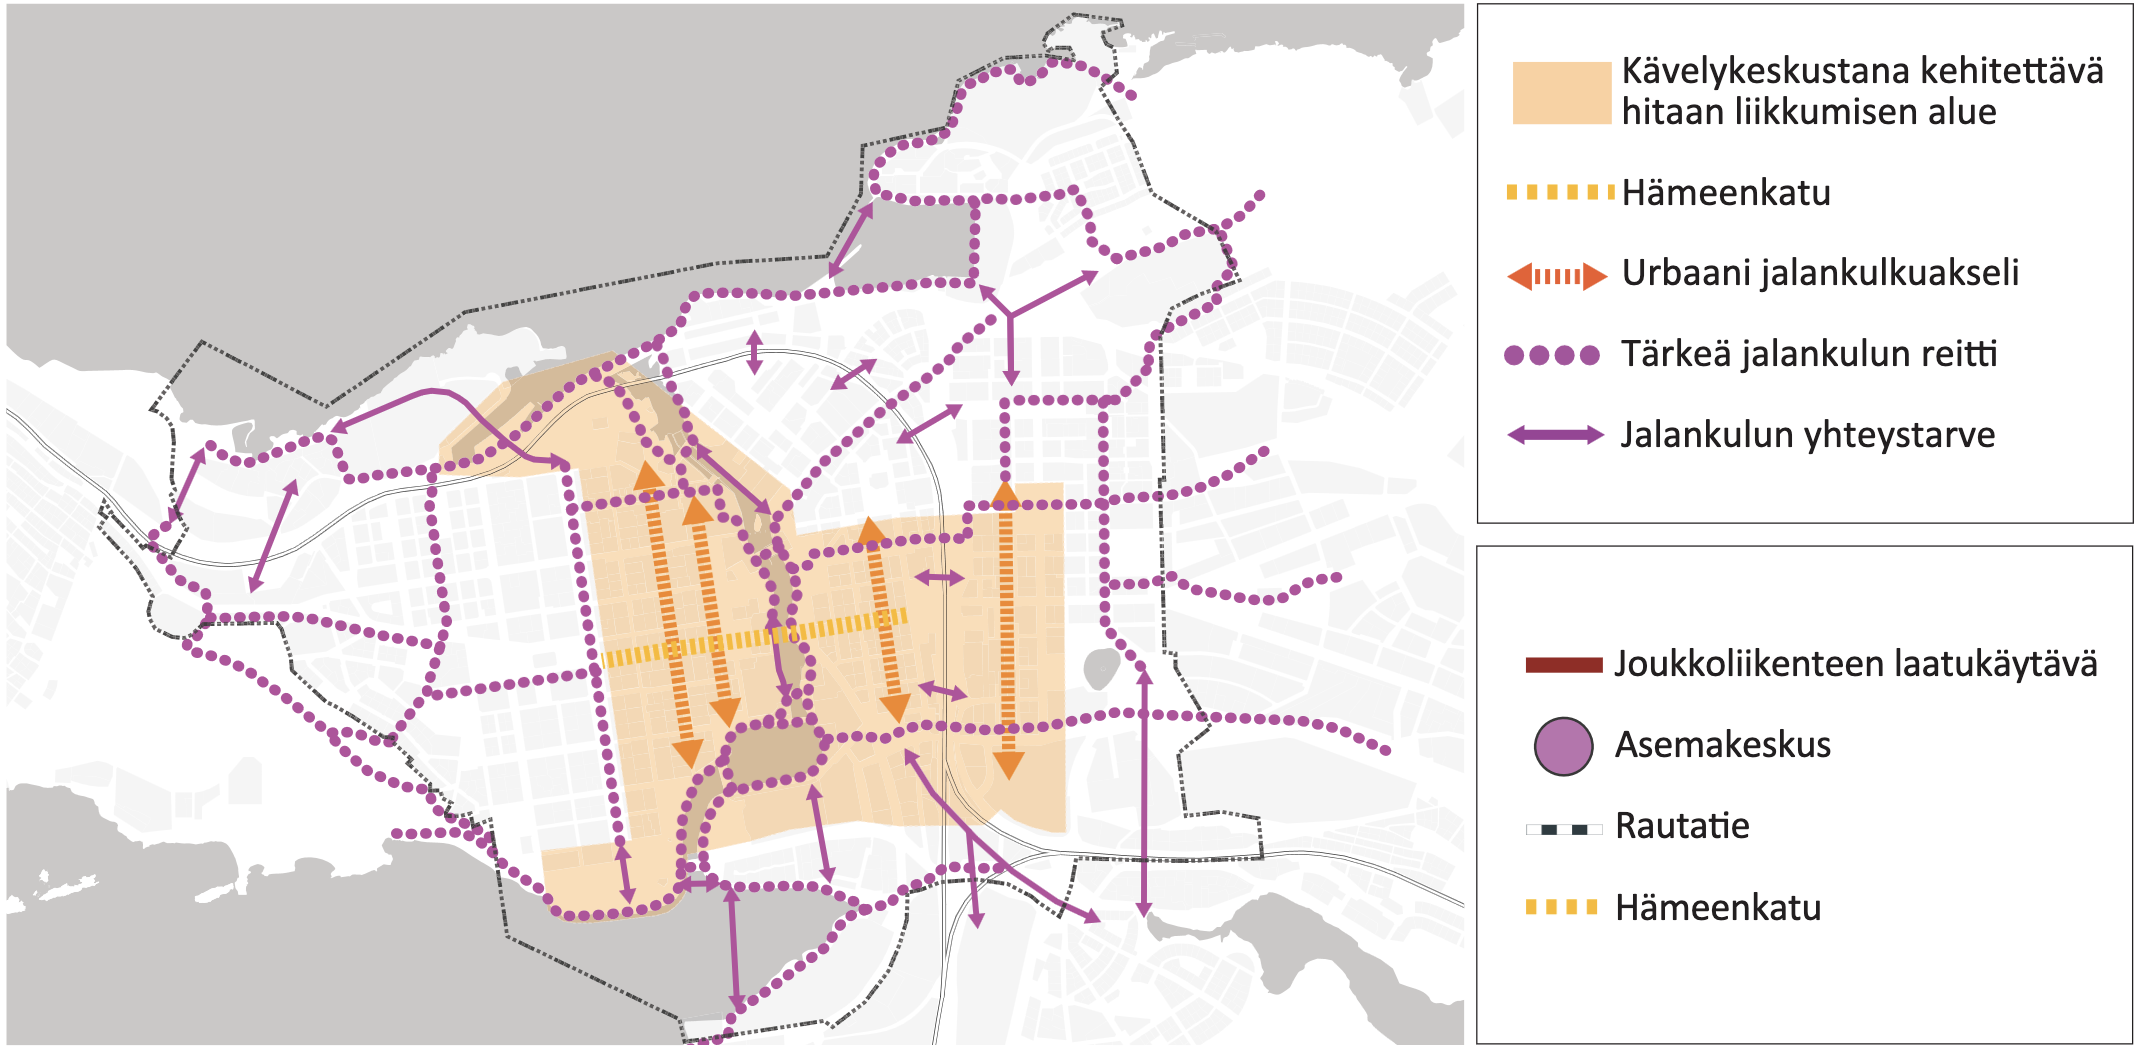 Kävelykeskustana kehitettävä
hitaan liikkumisen alue
Hämeenkatu
Urbaani jalankulkuakseli
Tärkeä jalankulun reitti
Jalankulun yhteystarve
Joukkoliikenteen laatukäytävä
Asemakeskus
Rautatie
Hämeenkatu